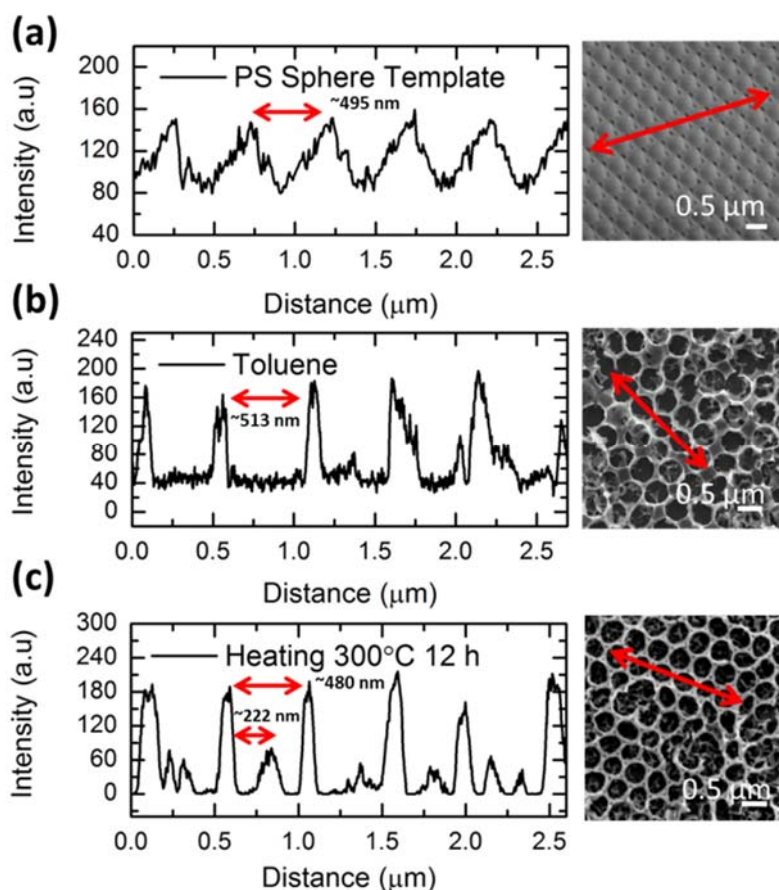 (a)
200
160
120
80
40
Intensity (a.u)
PS Sphere Template
~495 nm
0.0 0.5 1.0 1.5 2.0 2.5
Distance (μm)
0.5 μm
(b)
240
200
160
120
80
40
0
Intensity (a.u)
Toluene
~513 nm
0.0 0.5 1.0 1.5 2.0 2.5
Distance (μm)
0.5 μm
(c)
300
240
180
120
60
0
Intensity (a.u)
Heating 300°C 12 h
~480 nm
~222 nm
0.0 0.5 1.0 1.5 2.0 2.5
Distance (μm)
0.5 μm